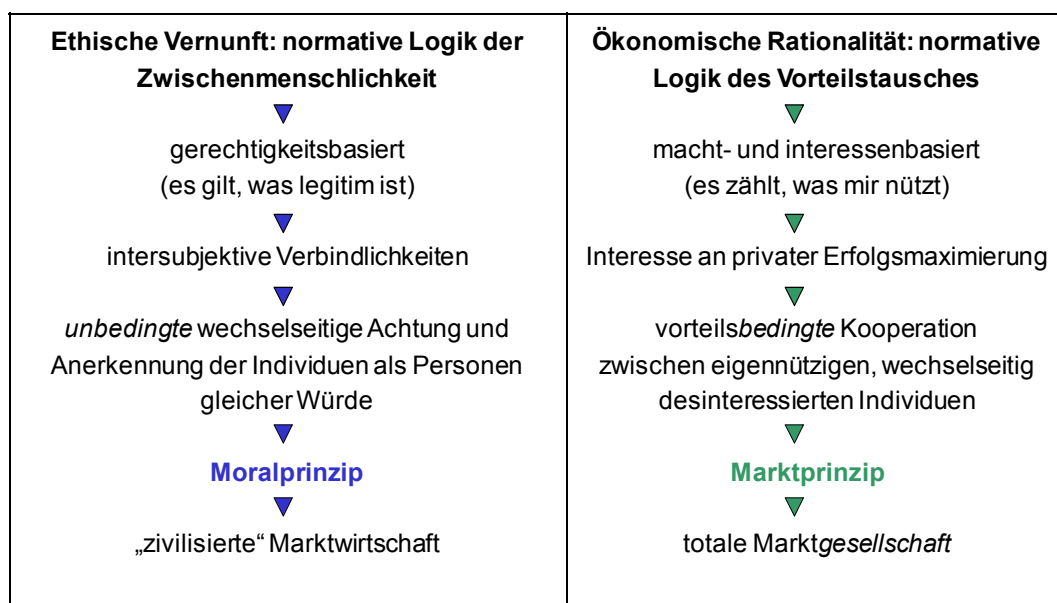 Ethische Vernunft: normative Logik der
Zwischenmenschlichkeit
gerechtigkeitsbasiert
(es gilt, was legitim ist)
intersubjektive Verbindlichkeiten
unbedingte wechselseitige Achtung und
Anerkennung der Individuen als Personen
gleicher Würde
Moralprinzip
„zivilisierte“ Marktwirtschaft
Ökonomische Rationalität: normative
Logik des Vorteilstausches
macht- und interessenbasiert
(es zählt, was mir nützt)
Interesse an privater Erfolgsmaximierung
vorteilsbedingte Kooperation
zwischen eigennützigen, wechselseitig
desinteressierten Individuen
Marktprinzip
totale Marktgesellschaft